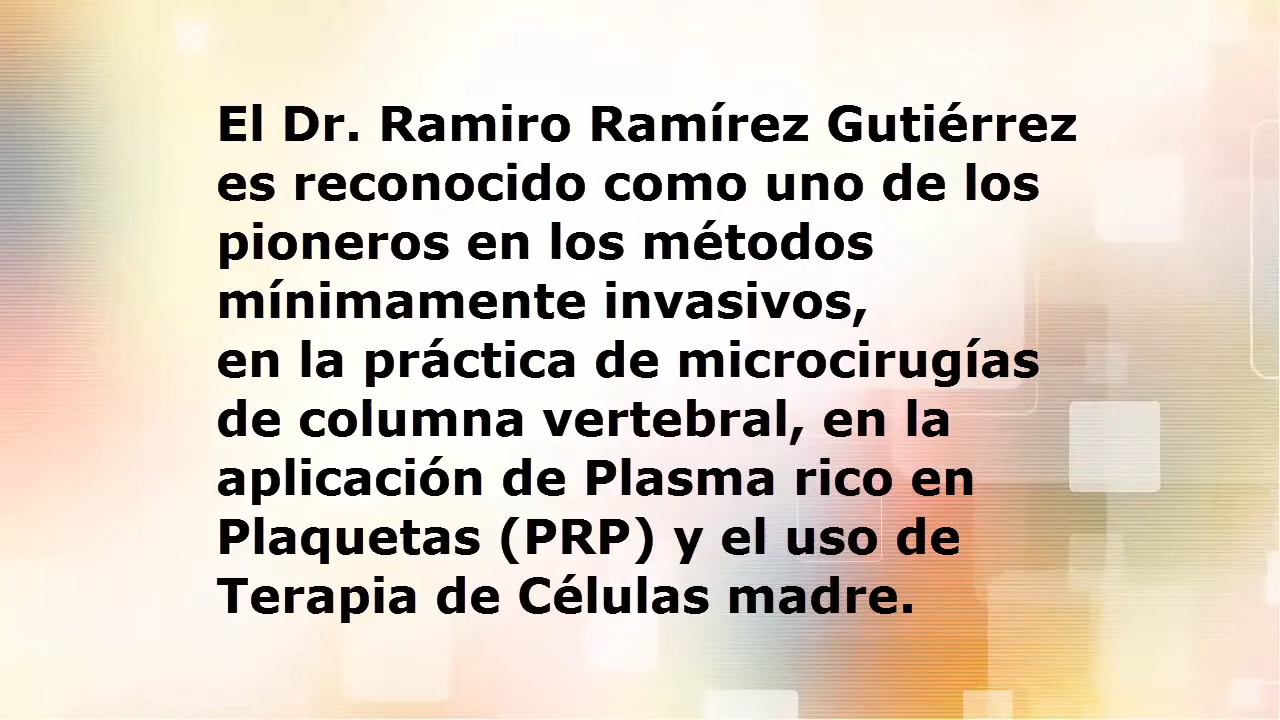 El Dr. Ramiro Ramírez Gutiérrez
es reconocido como uno de los
pioneros en los métodos
mínimamente invasivos,
en la práctica de microcirugías
de columna vertebral, en la
aplicación de Plasma rico en
Plaquetas (PRP) y el uso de
Terapia de Células madre.